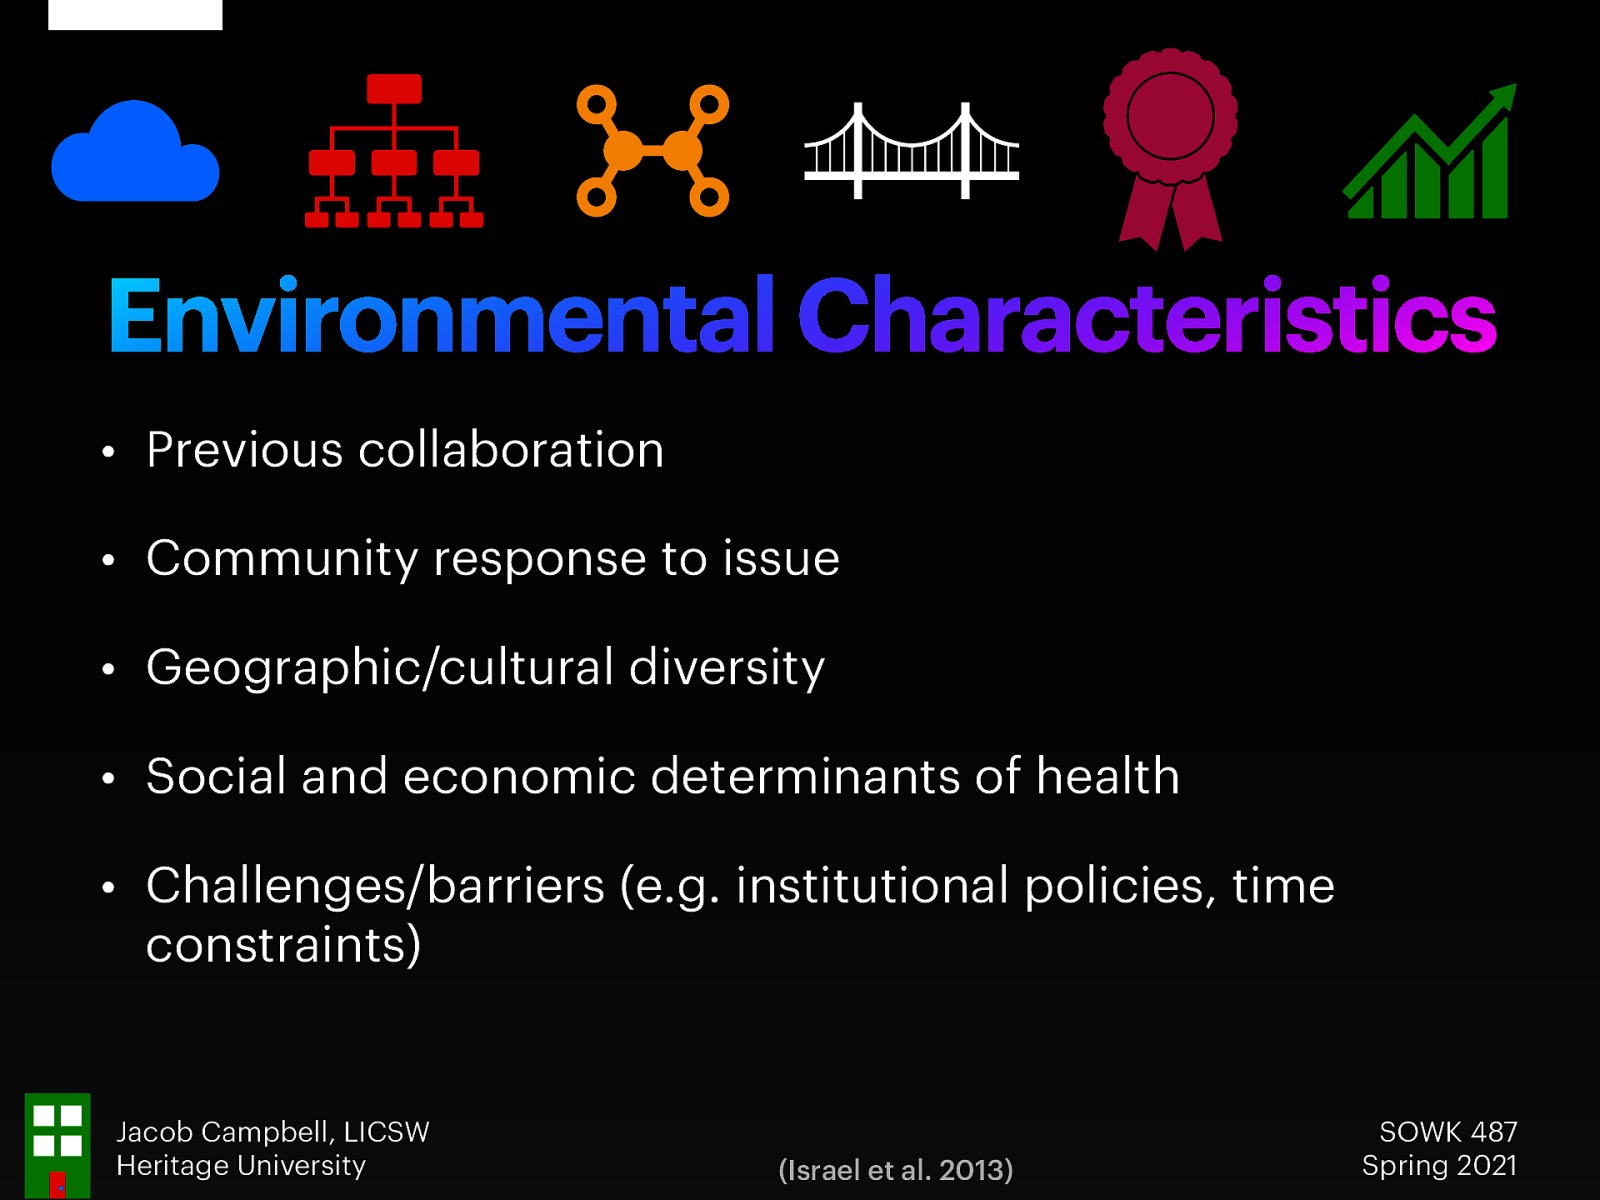 Environmental Characteristics
• Previous collaboration
• Community response to issue
• Geographic/cultural diversity
• Social and economic determinants of health
• Challenges/barriers (e.g. institutional policies, time
constraints)
Jacob Campbell, LICSW
Heritage University
(Israel et al. 2013)
SOWK 487
Spring 2021